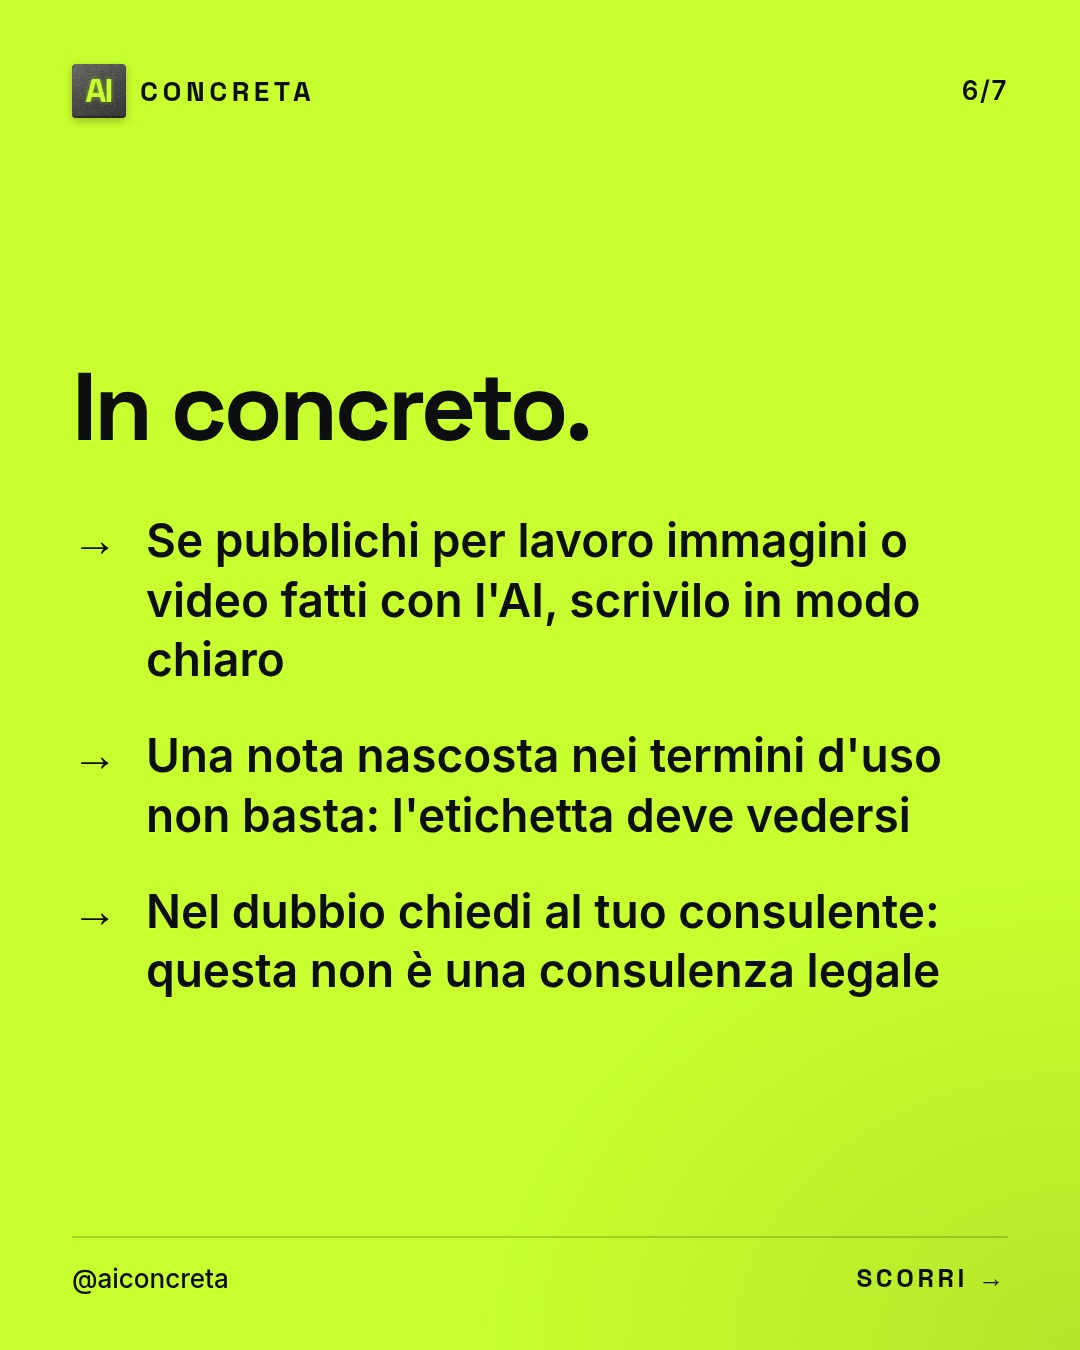 AI CONCRETA
6/7
In concreto.
→ Se pubblichi per lavoro immagini o
video fatti con l'AI, scrivilo in modo
chiaro
→ Una nota nascosta nei termini d'uso
non basta: l'etichetta deve vedersi
→ Nel dubbio chiedi al tuo consulente:
questa non è una consulenza legale
@aiconcreta
SCORRI →